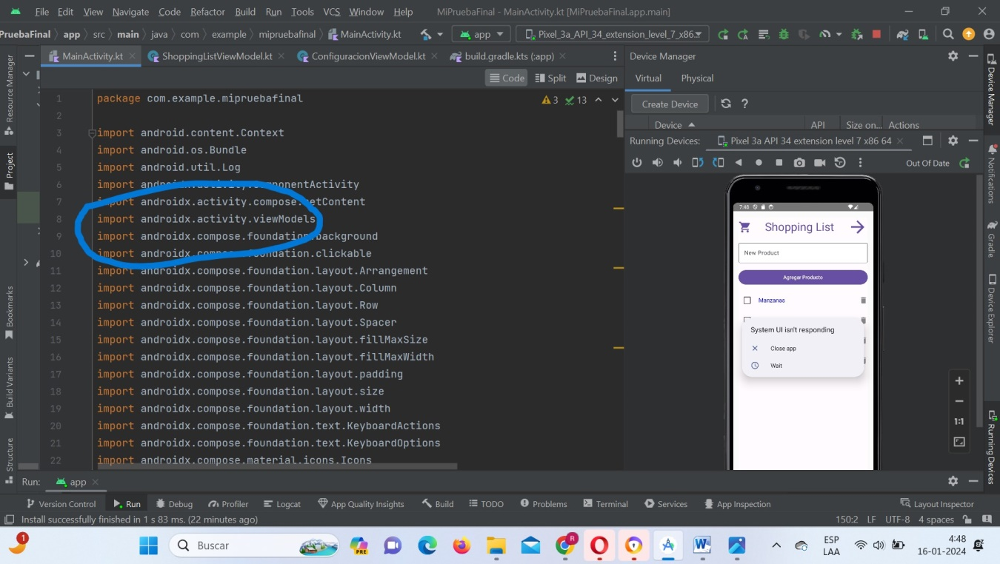 File Edit View Navigate Code Refactor Build Run Tools VCS Window Help MiPruebaFinal - MainActivity.kt [MiPruebaFinal.app.main]
PruebaFinal app src main java com example mipruebafinal MainActivity.kt app Pixel_3a_API_34_extension_level_7_x86...
MainActivity.kt ShoppingListViewModel.kt ConfiguracionViewModel.kt build.gradle.kts (:app)
Code Split Design
3 13
1 package com.example.mipruebafinal
2
3 import android.content.Context
4 import android.os.Bundle
5 import android.util.Log
6 import androidx.activity.ComponentActivity
7 import androidx.activity.compose.setContent
8 import androidx.activity.viewModels
9 import androidx.compose.foundation.background
10 import androidx.compose.foundation.clickable
11 import androidx.compose.foundation.layout.Arrangement
12 import androidx.compose.foundation.layout.Column
13 import androidx.compose.foundation.layout.Row
14 import androidx.compose.foundation.layout.Spacer
15 import androidx.compose.foundation.layout.fillMaxSize
16 import androidx.compose.foundation.layout.fillMaxWidth
17 import androidx.compose.foundation.layout.padding
18 import androidx.compose.foundation.layout.size
19 import androidx.compose.foundation.layout.width
20 import androidx.compose.foundation.text.KeyboardActions
21 import androidx.compose.foundation.text.KeyboardOptions
22 import androidx.compose.material.icons.Icons
Resource Manager
Project
Bookmarks
Build Variants
Structure
Device Manager
Virtual Physical
Create Device ?
Device API Size on... Actions
Running Devices: Pixel 3a API 34 extension level 7 x86 64
Out Of Date
7:48
Shopping List
New Product
Agregar Producto
Manzanas
System UI isn't responding
Close app
Wait
1:1
Device Manager
Notifications
Gradle
Device Explorer
Running Devices
Run: app
Version Control Run Debug Profiler Logcat App Quality Insights Build TODO Problems Terminal Services App Inspection Layout Inspector
Install successfully finished in 1 s 83 ms. (22 minutes ago) 150:2 LF UTF-8 4 spaces
1 Buscar PRE R ESP LAA 4:48 16-01-2024